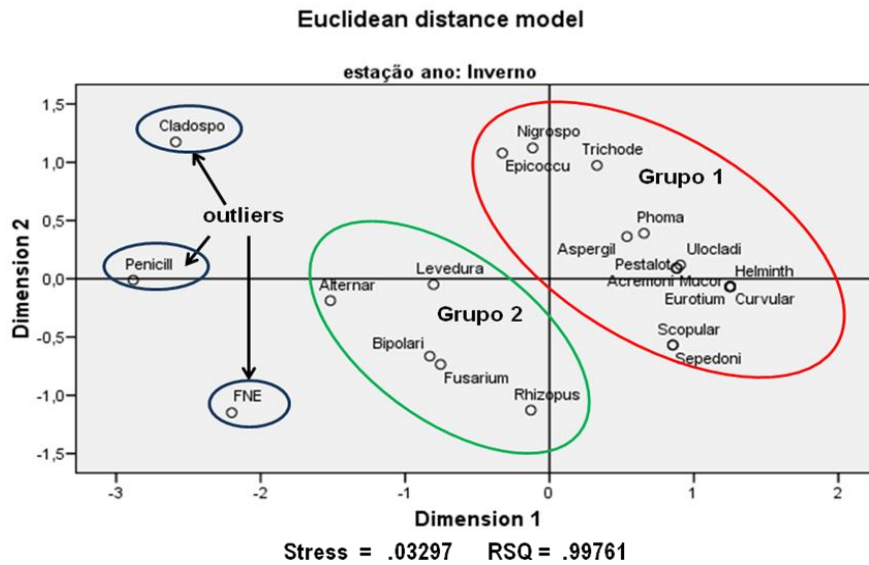 Euclidean distance model
estação ano: Inverno
1,5
1,0
0,5
0,0
-0,5
-1,0
-1,5
Dimension 2
Cladospo
outliers
Penicill
FNE
Nigrospo
Epicoccu
Trichode
Grupo 1
Phoma
Aspergil
Ulocladi
Pestalot
Helminth
Acremoni Mucor
Eurotium
Curvular
Scopular
Sepedoni
Levedura
Alternar
Grupo 2
Bipolari
Fusarium
Rhizopus
-3 -2 -1 0 1 2
Dimension 1
Stress = .03297 RSQ = .99761